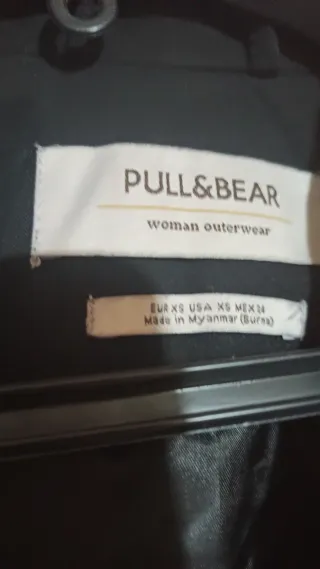 PULL&BEAR
woman outerwear
EUR XS USA XS MEX 24
Made in Myanmar (Burma)